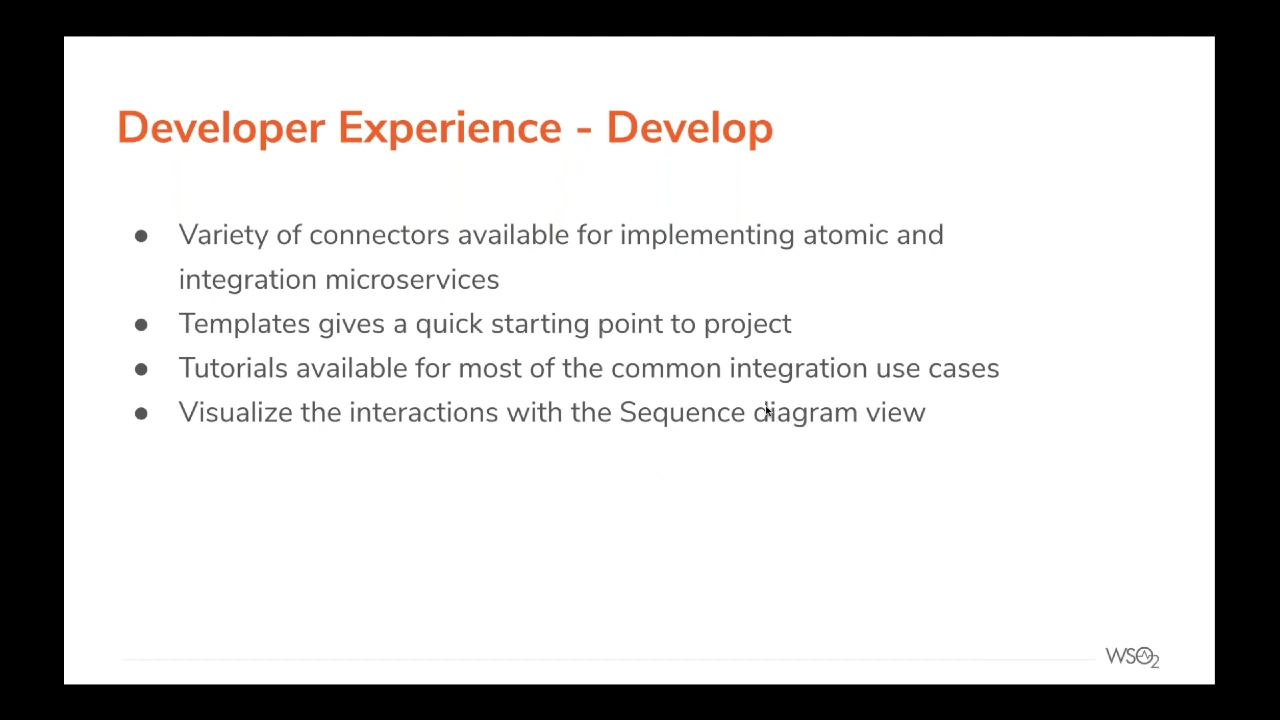 Developer Experience - Develop
● Variety of connectors available for implementing atomic and
integration microservices
● Templates gives a quick starting point to project
● Tutorials available for most of the common integration use cases
● Visualize the interactions with the Sequence diagram view
WSO2